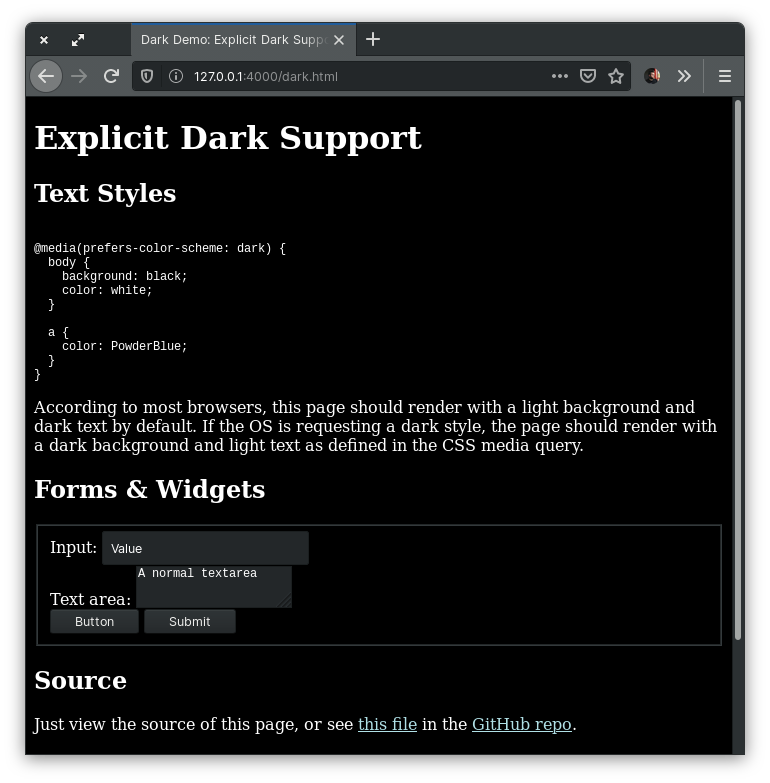 Dark Demo: Explicit Dark Supp
127.0.0.1:4000/dark.html
Explicit Dark Support
Text Styles
@media(prefers-color-scheme: dark) {
  body {
    background: black;
    color: white;
  }
  a {
    color: PowderBlue;
  }
}
According to most browsers, this page should render with a light background and
dark text by default. If the OS is requesting a dark style, the page should render with
a dark background and light text as defined in the CSS media query.
Forms & Widgets
Input: Value
A normal textarea
Text area:
Button Submit
Source
Just view the source of this page, or see this file in the GitHub repo.